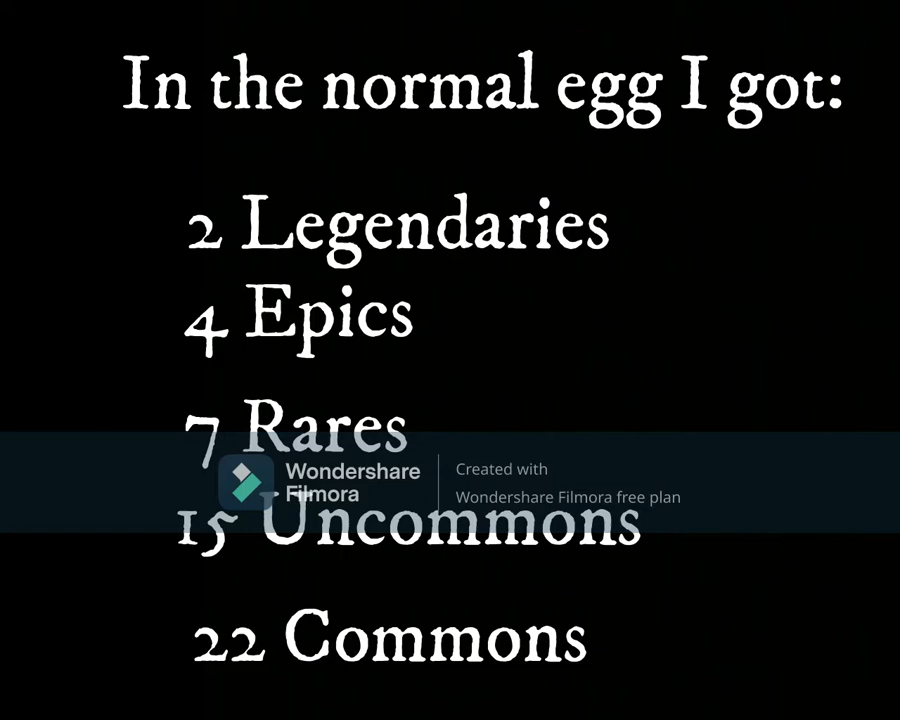 In the normal egg I got:
2 Legendaries
4 Epics
7 Rares
Wondershare
Filmora
Created with
Wondershare Filmora free plan
15 Uncommons
22 Commons